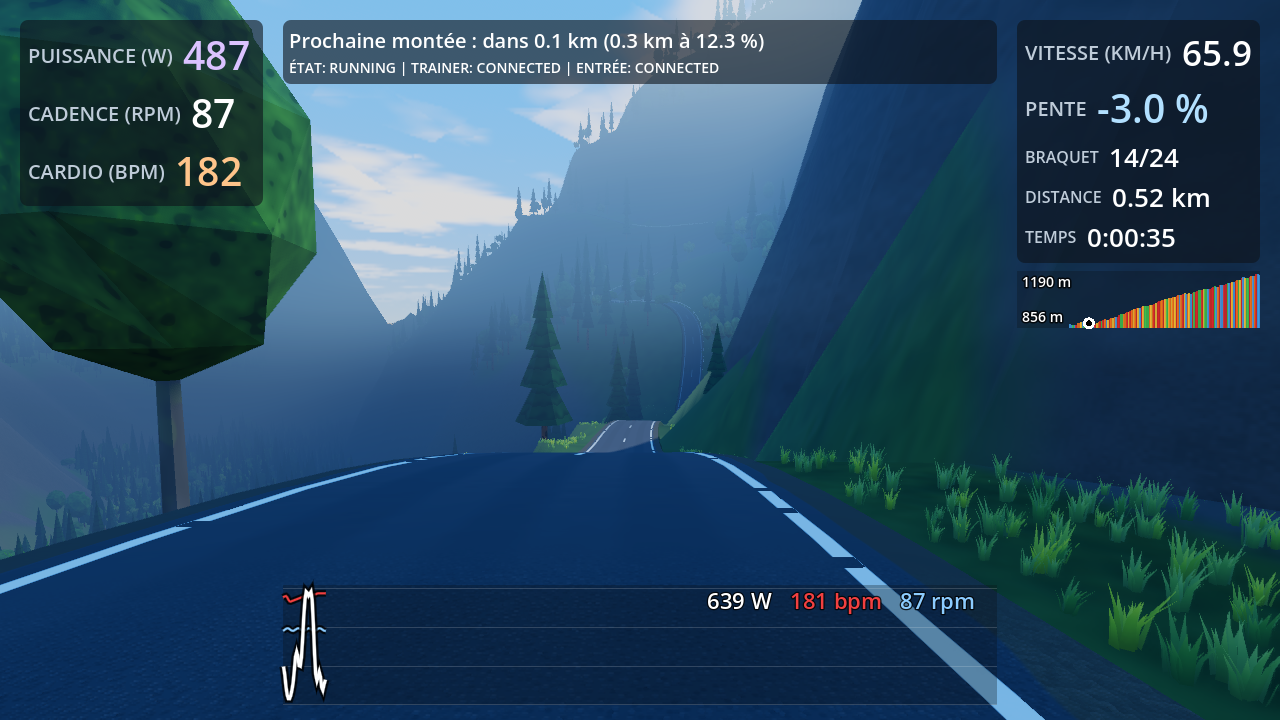 PUISSANCE (W) 487
CADENCE (RPM) 87
CARDIO (BPM) 182
Prochaine montée : dans 0.1 km (0.3 km à 12.3 %)
ÉTAT: RUNNING | TRAINER: CONNECTED | ENTRÉE: CONNECTED
VITESSE (KM/H) 65.9
PENTE -3.0 %
BRAQUET 14/24
DISTANCE 0.52 km
TEMPS 0:00:35
1190 m
856 m
639 W 181 bpm 87 rpm